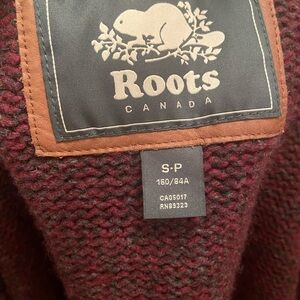 Roots
CANADA
S-P
160/84A
CA05017
RN93323